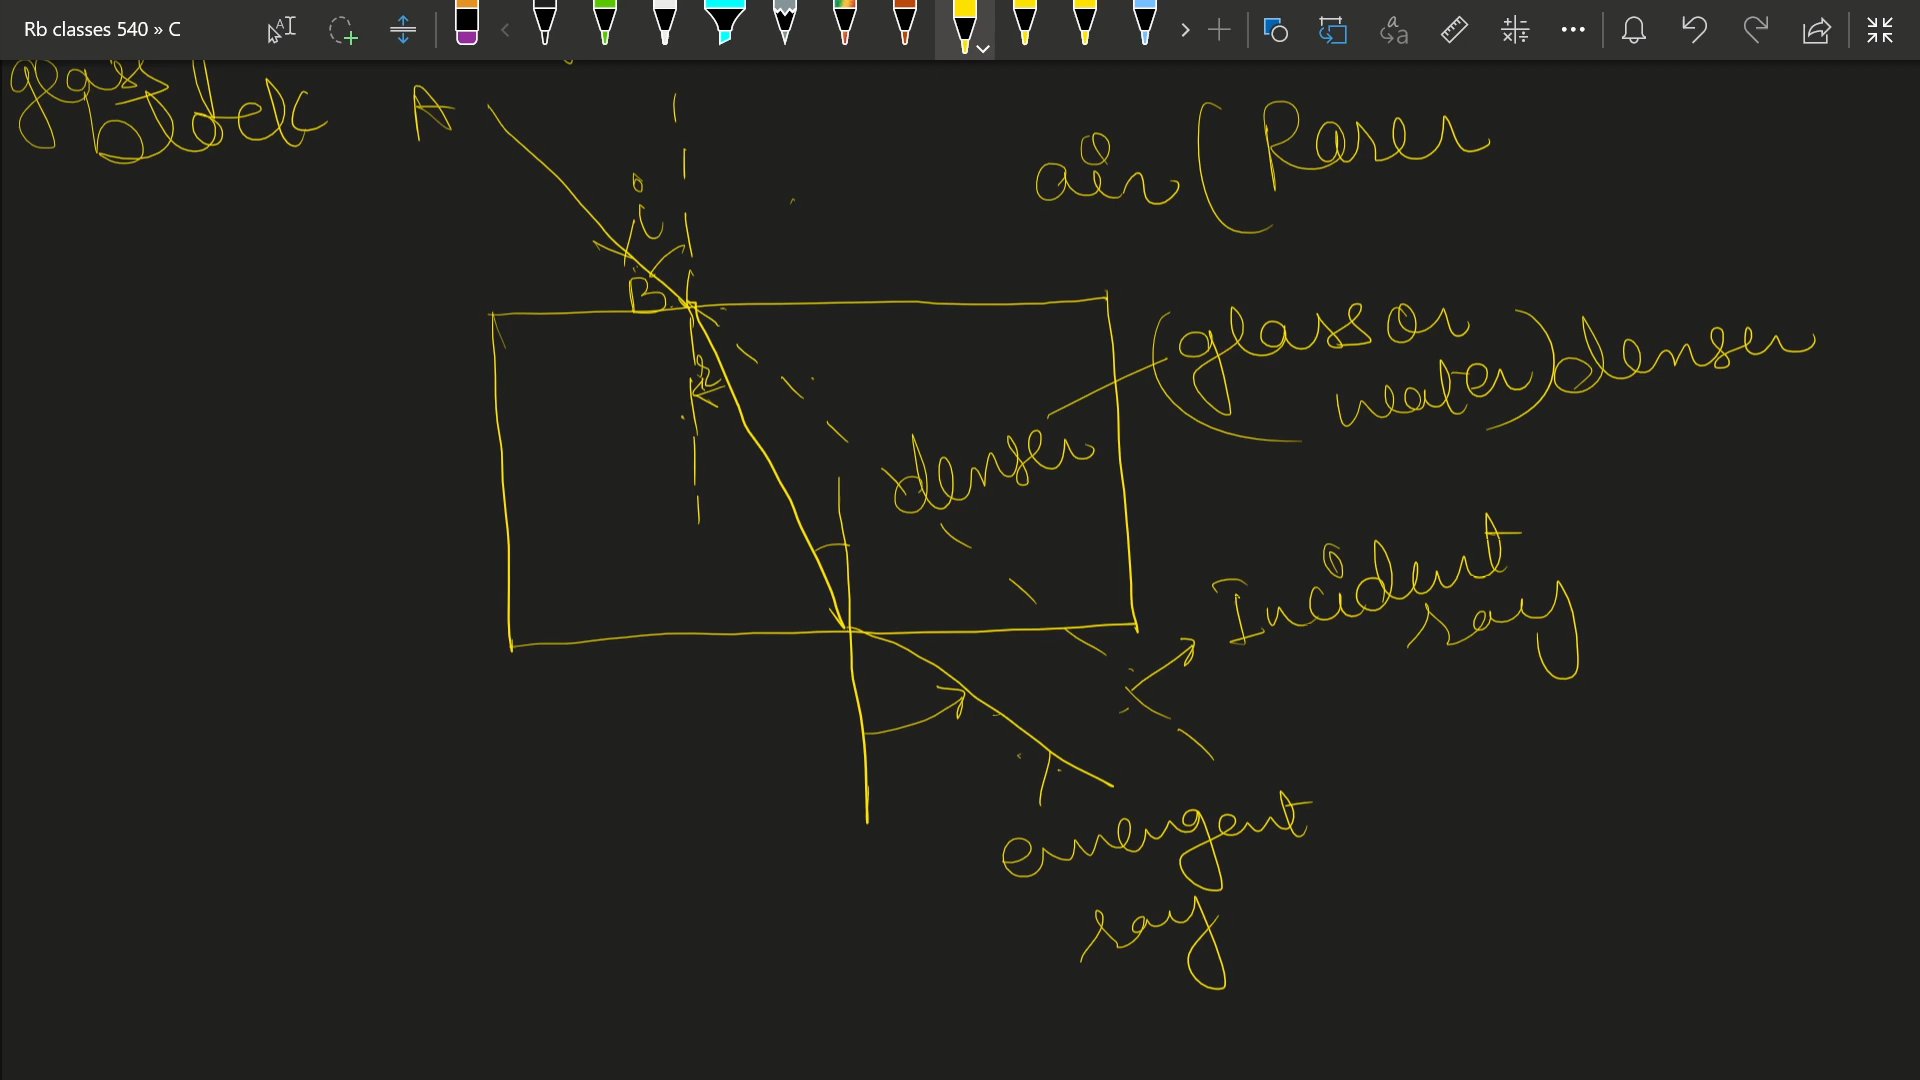 Rb classes 540 » C
glass
block
A
air (Rarer
i
B
r
(glass or
water) denser
denser
Incident
ray
emergent
ray